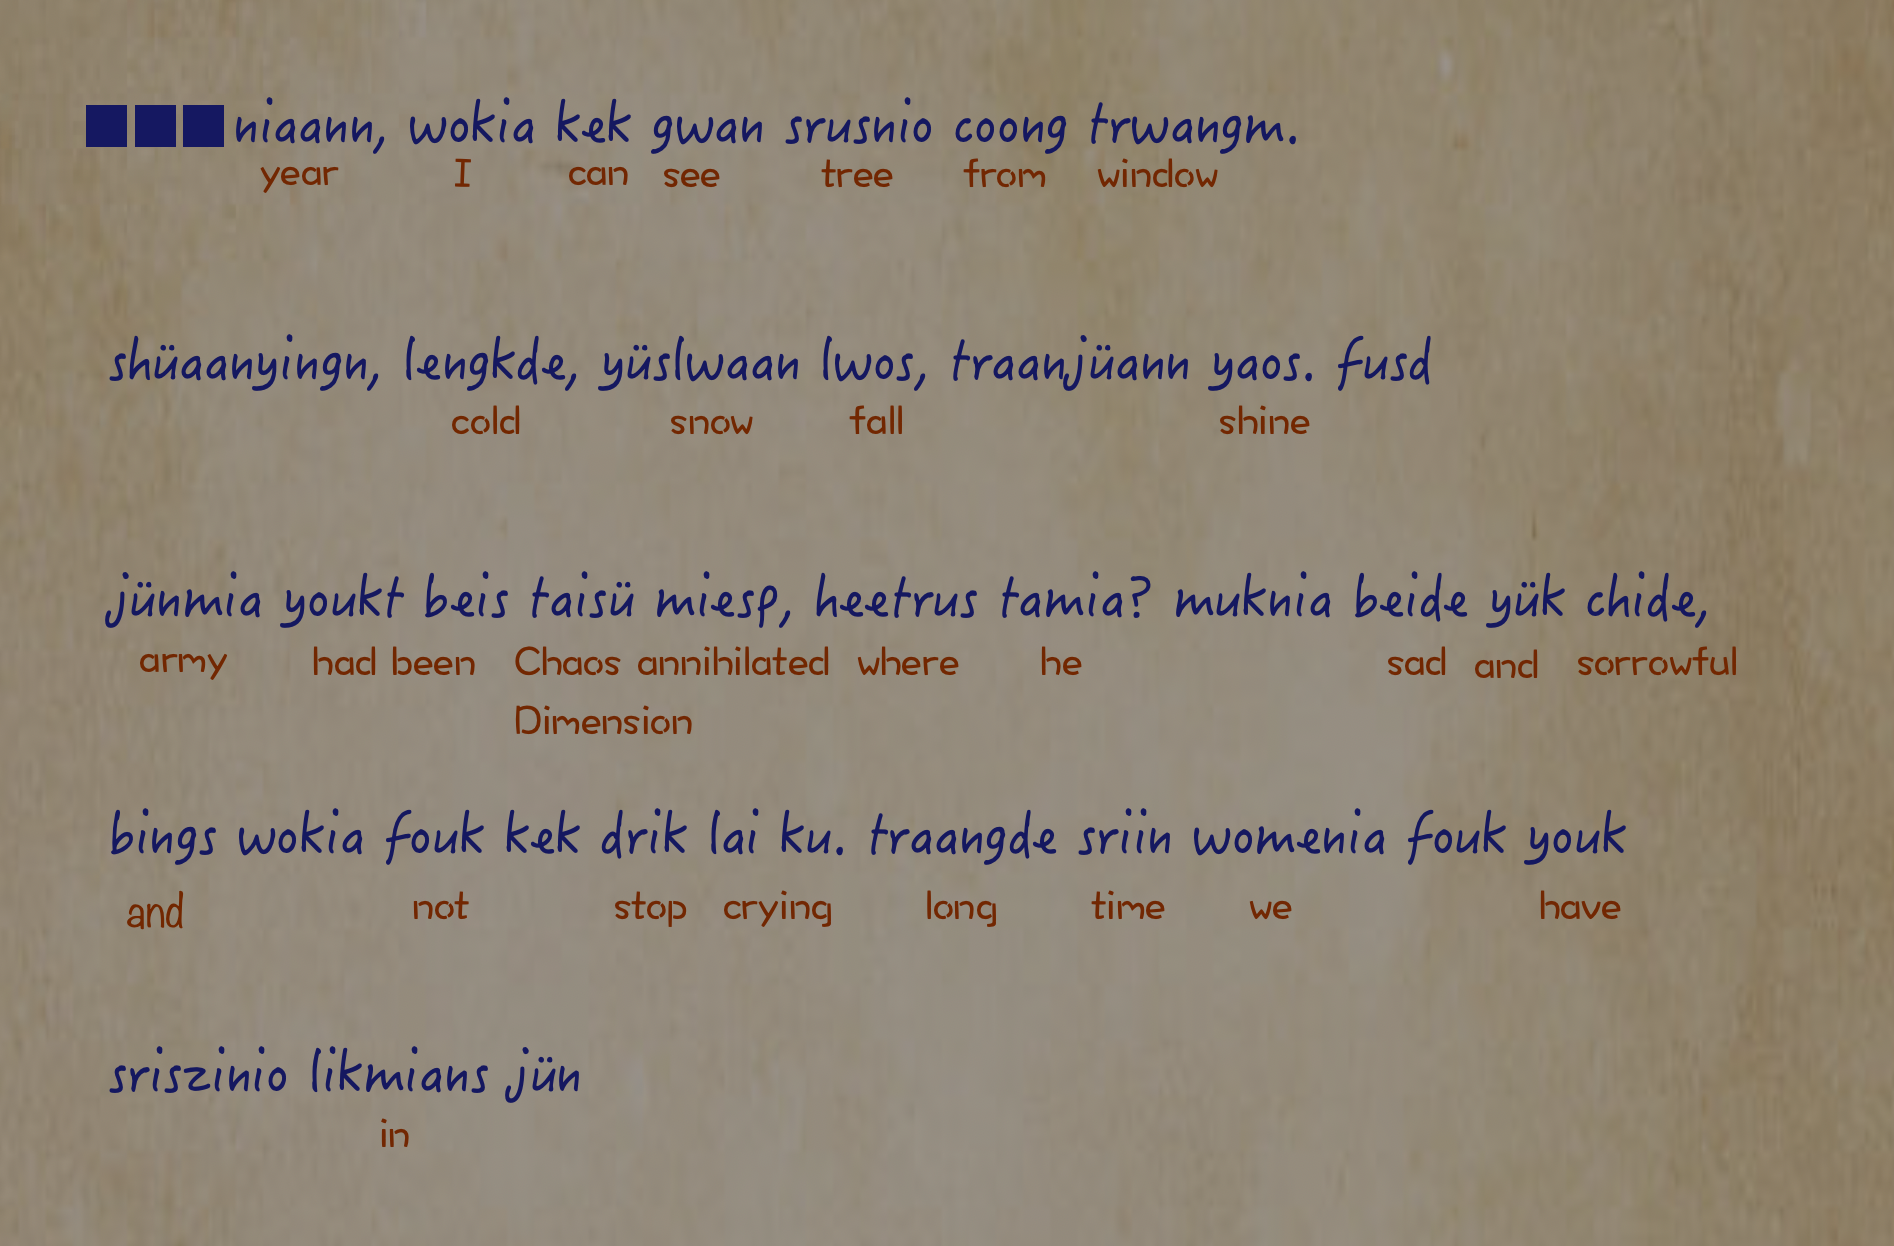 niaann, wokia kek gwan srusnio coong trwangm.
year I can see tree from window
shüaanyingn, lengkde, yüslwaan lwos, traanjüann yaos. fusd
cold snow fall shine
jünmia youkt beis taisü miesp, heetrus tamia? muknia beide yük chide,
army had been Chaos annihilated where he sad and sorrowful
Dimension
bings wokia fouk kek drik lai ku. traangde sriin womenia fouk youk
and not stop crying long time we have
sriszinio likmians jün
in